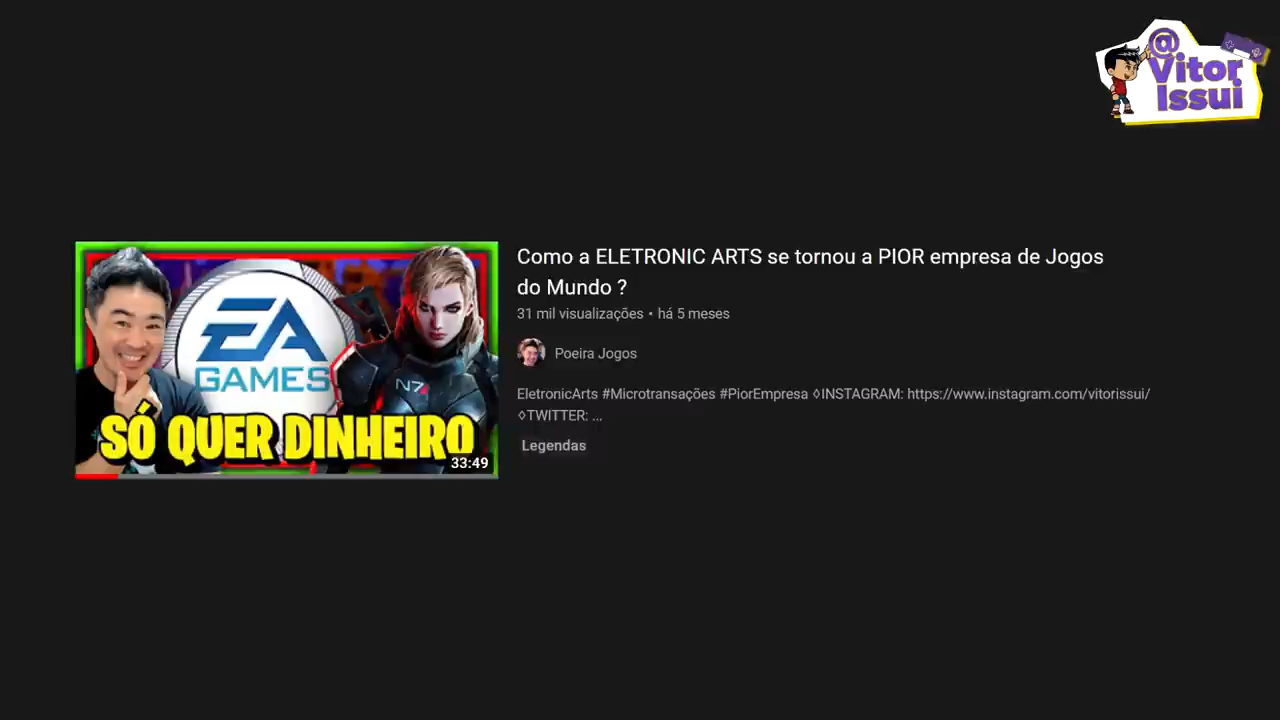 @
Vitor
Issui
Como a ELETRONIC ARTS se tornou a PIOR empresa de Jogos
do Mundo ?
31 mil visualizações • há 5 meses
Poeira Jogos
EletronicArts #Microtransações #PiorEmpresa ◊INSTAGRAM: https://www.instagram.com/vitorissui/
◊TWITTER: ...
Legendas
EA
GAMES
N7
SÓ QUER DINHEIRO
33:49